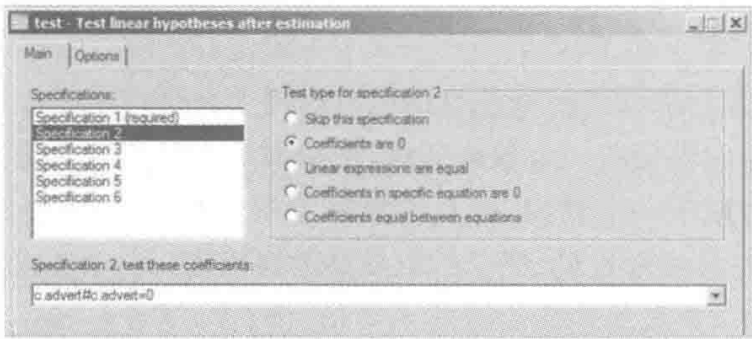 test - Test linear hypotheses after estimation
Main
Options
Specifications:
Specification 1 (required)
Specification 2
Specification 3
Specification 4
Specification 5
Specification 6
Test type for specification 2
Skip this specification
Coefficients are 0
Linear expressions are equal
Coefficients in specific equation are 0
Coefficients equal between equations
Specification 2, test these coefficients:
c.advert#c.advert=0